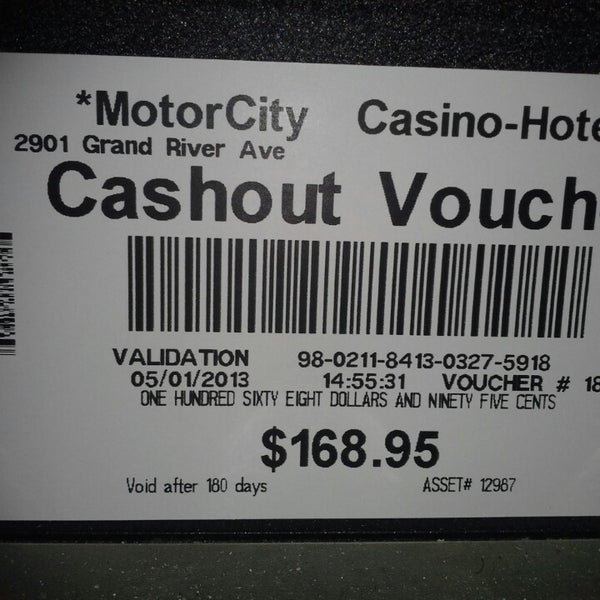 *MotorCity Casino-Hote
2901 Grand River Ave
Cashout Vouch
VALIDATION 98-0211-8413-0327-5918
05/01/2013 14:55:31 VOUCHER # 18
ONE HUNDRED SIXTY EIGHT DOLLARS AND NINETY FIVE CENTS
$168.95
Void after 180 days ASSET# 12987